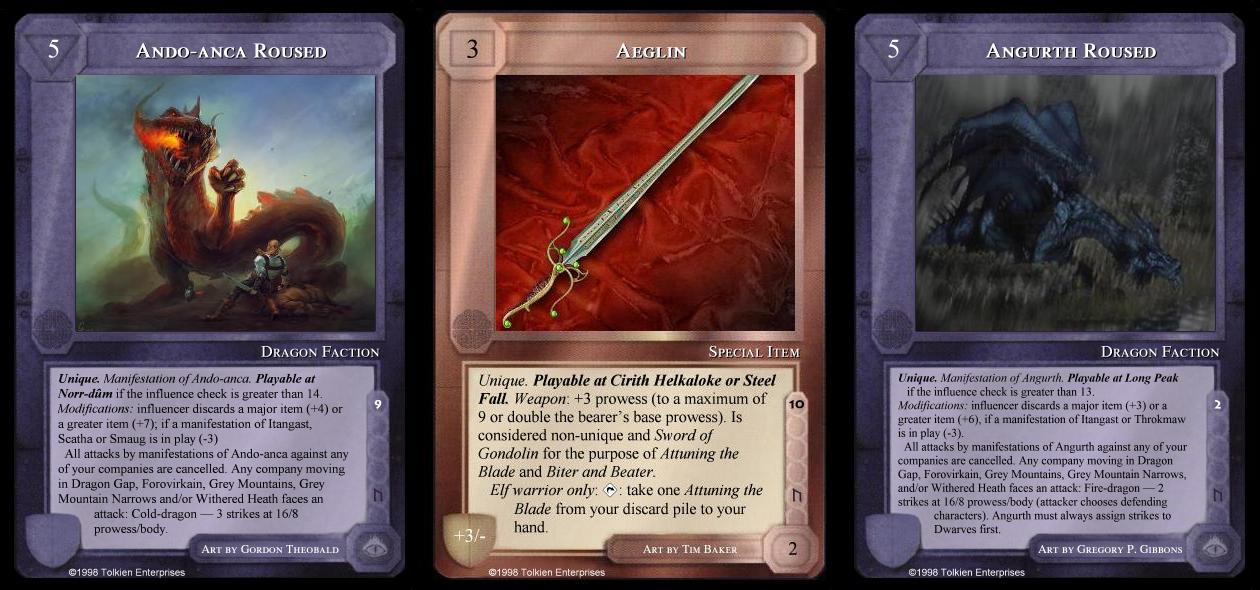 5
ANDO-ANCA ROUSED
DRAGON FACTION
Unique. Manifestation of Ando-anca. Playable at
Norr-dûm if the influence check is greater than 14.
Modifications: influencer discards a major item (+4) or
a greater item (+7); if a manifestation of Itangast,
Scatha or Smaug is in play (-3)
All attacks by manifestations of Ando-anca against any
of your companies are cancelled. Any company moving
in Dragon Gap, Forovirkain, Grey Mountains, Grey
Mountain Narrows and/or Withered Heath faces an
attack: Cold-dragon — 3 strikes at 16/8
prowess/body.
9
ART BY GORDON THEOBALD
©1998 Tolkien Enterprises
3
AEGLIN
SPECIAL ITEM
Unique. Playable at Cirith Helkaloke or Steel
Fall. Weapon: +3 prowess (to a maximum of
9 or double the bearer's base prowess). Is
considered non-unique and Sword of
Gondolin for the purpose of Attuning the
Blade and Biter and Beater.
Elf warrior only: : take one Attuning the
Blade from your discard pile to your
hand.
10
+3/-
ART BY TIM BAKER
2
©1998 Tolkien Enterprises
5
ANGURTH ROUSED
DRAGON FACTION
Unique. Manifestation of Angurth. Playable at Long Peak
if the influence check is greater than 13.
Modifications: influencer discards a major item (+3) or a
greater item (+6), if a manifestation of Itangast or Throkmaw
is in play (-3).
All attacks by manifestations of Angurth against any of your
companies are cancelled. Any company moving in Dragon
Gap, Forovirkain, Grey Mountains, Grey Mountain Narrows,
and/or Withered Heath faces an attack: Fire-dragon — 2
strikes at 16/8 prowess/body (attacker chooses defending
characters). Angurth must always assign strikes to
Dwarves first.
2
ART BY GREGORY P. GIBBONS
©1998 Tolkien Enterprises